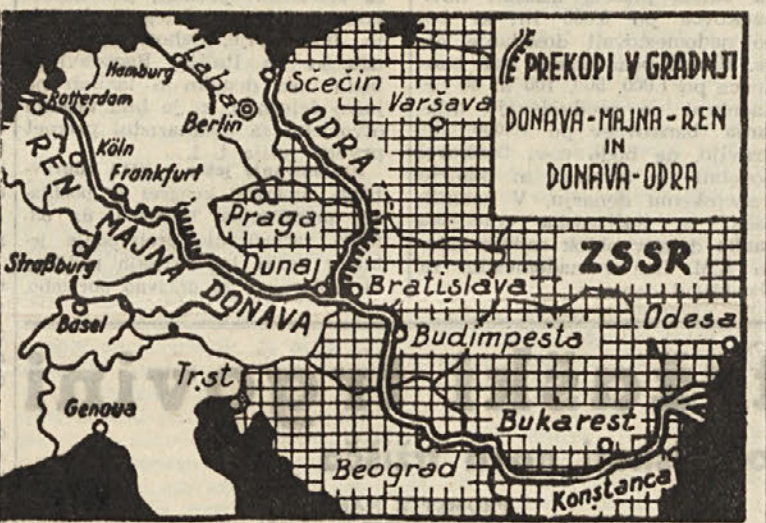 PREKOPI V GRADNJI
DONAVA-MAJNA-REN
IN
DONAVA-ODRA
Hamburg
Laba
Sčečin
Rotterdam
Berlin
ODRA
Varšava
REN
Köln
Frankfurt
Praga
MAJNA
ZSSR
Straßburg
Dunaj
Bratislava
DONAVA
Basel
Budimpešta
Odesa
Trst
Genova
Bukarest
Beograd
Konstanca